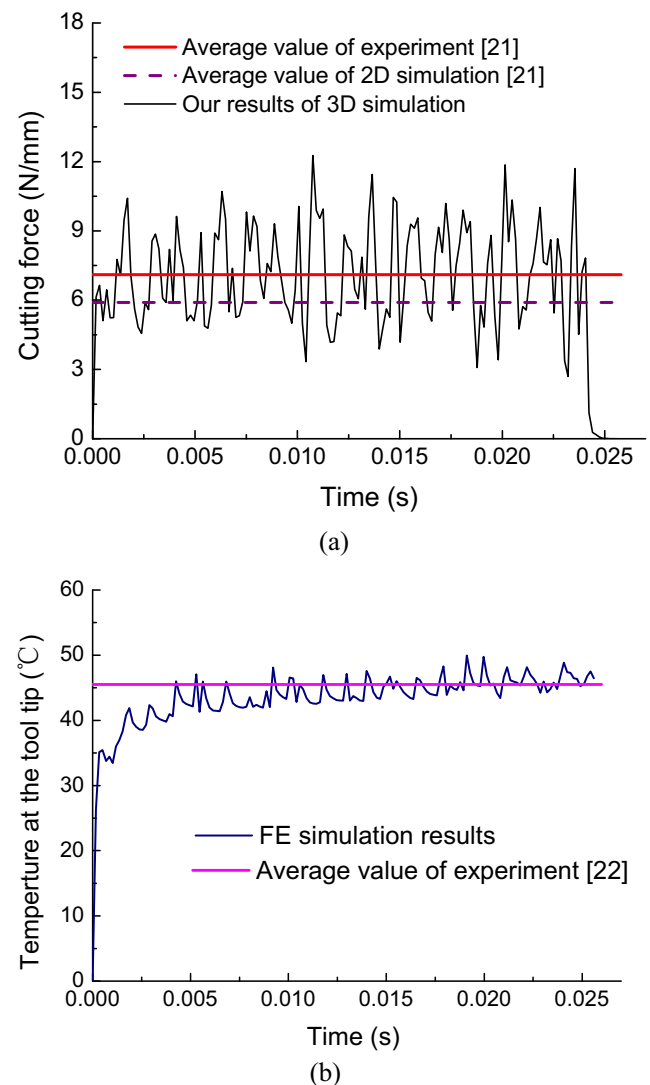 18
15
12
9
6
3
0
Cutting force (N/mm)
Average value of experiment [21]
Average value of 2D simulation [21]
Our results of 3D simulation
0.000 0.005 0.010 0.015 0.020 0.025
Time (s)
(a)
60
50
40
30
20
10
0
Temperture at the tool tip (℃)
FE simulation results
Average value of experiment [22]
0.000 0.005 0.010 0.015 0.020 0.025
Time (s)
(b)